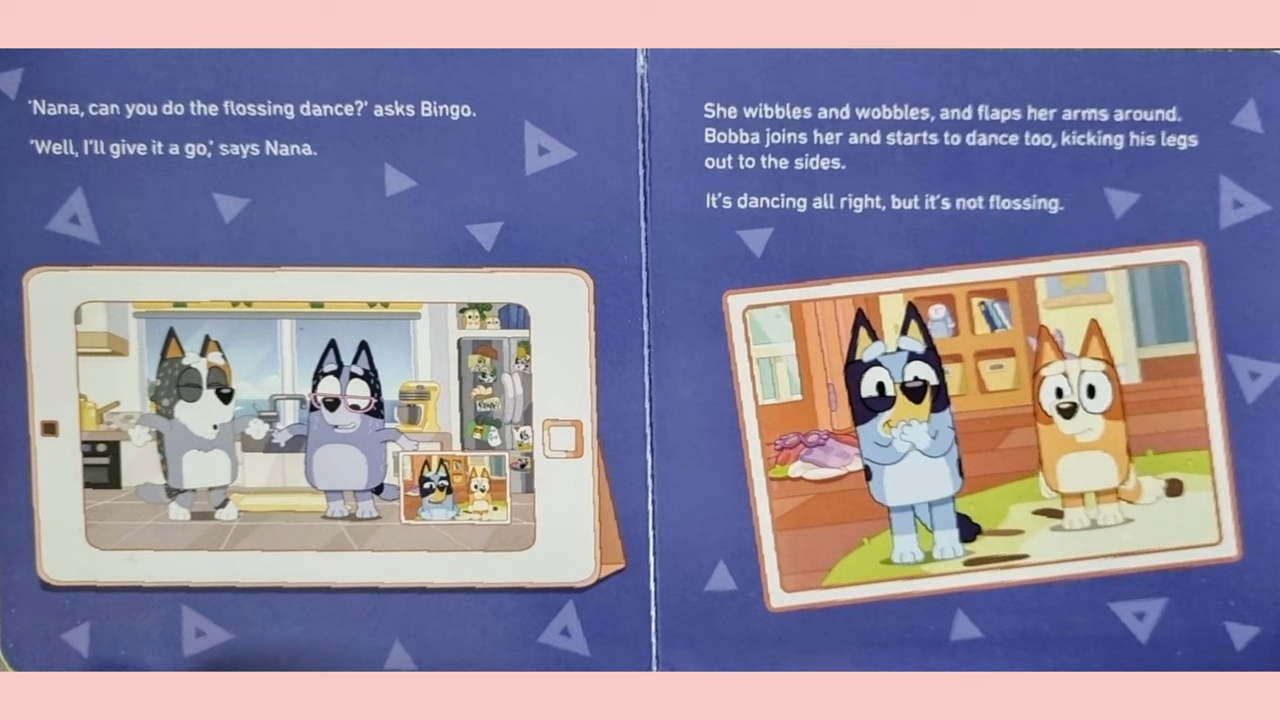 'Nana, can you do the flossing dance?' asks Bingo.
'Well, I'll give it a go,' says Nana.
She wibbles and wobbles, and flaps her arms around.
Bobba joins her and starts to dance too, kicking his legs
out to the sides.
It's dancing all right, but it's not flossing.